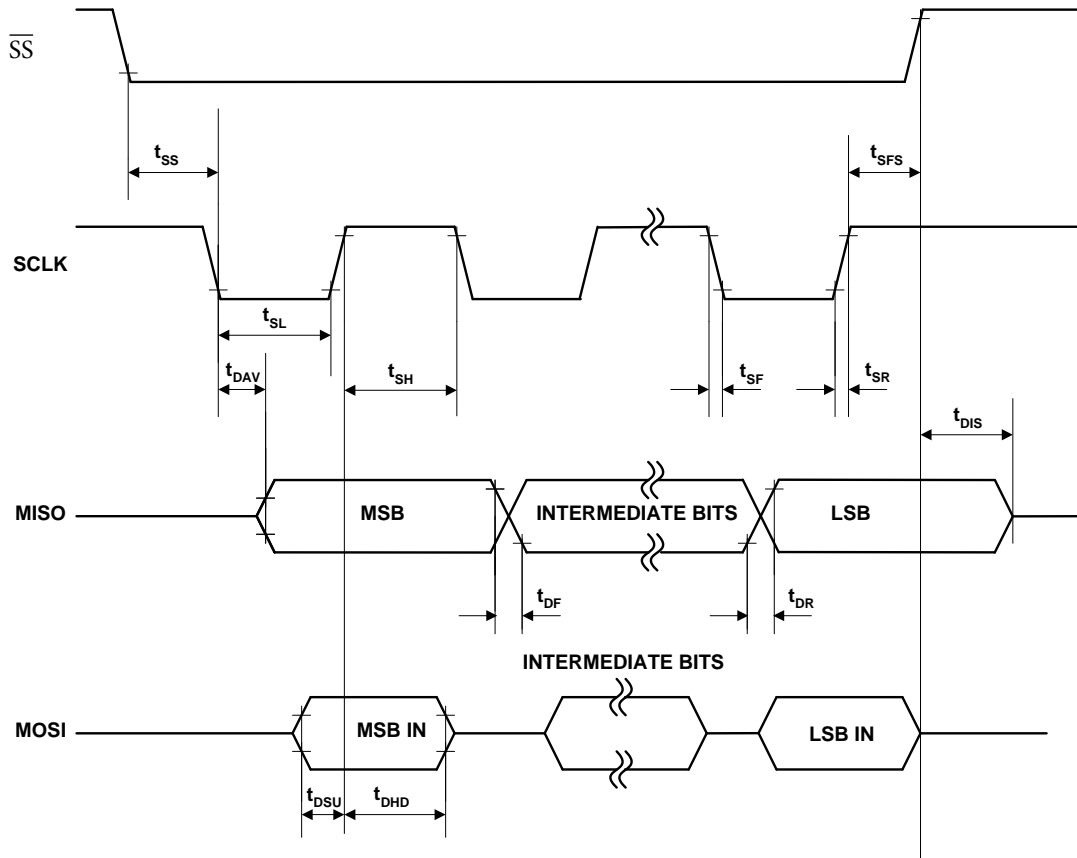 SS
tSS
tSFS
SCLK
tSL
tDAV
tSH
tSF
tSR
tDIS
MISO
MSB
INTERMEDIATE BITS
LSB
tDF
tDR
INTERMEDIATE BITS
MOSI
MSB IN
LSB IN
tDSU
tDHD